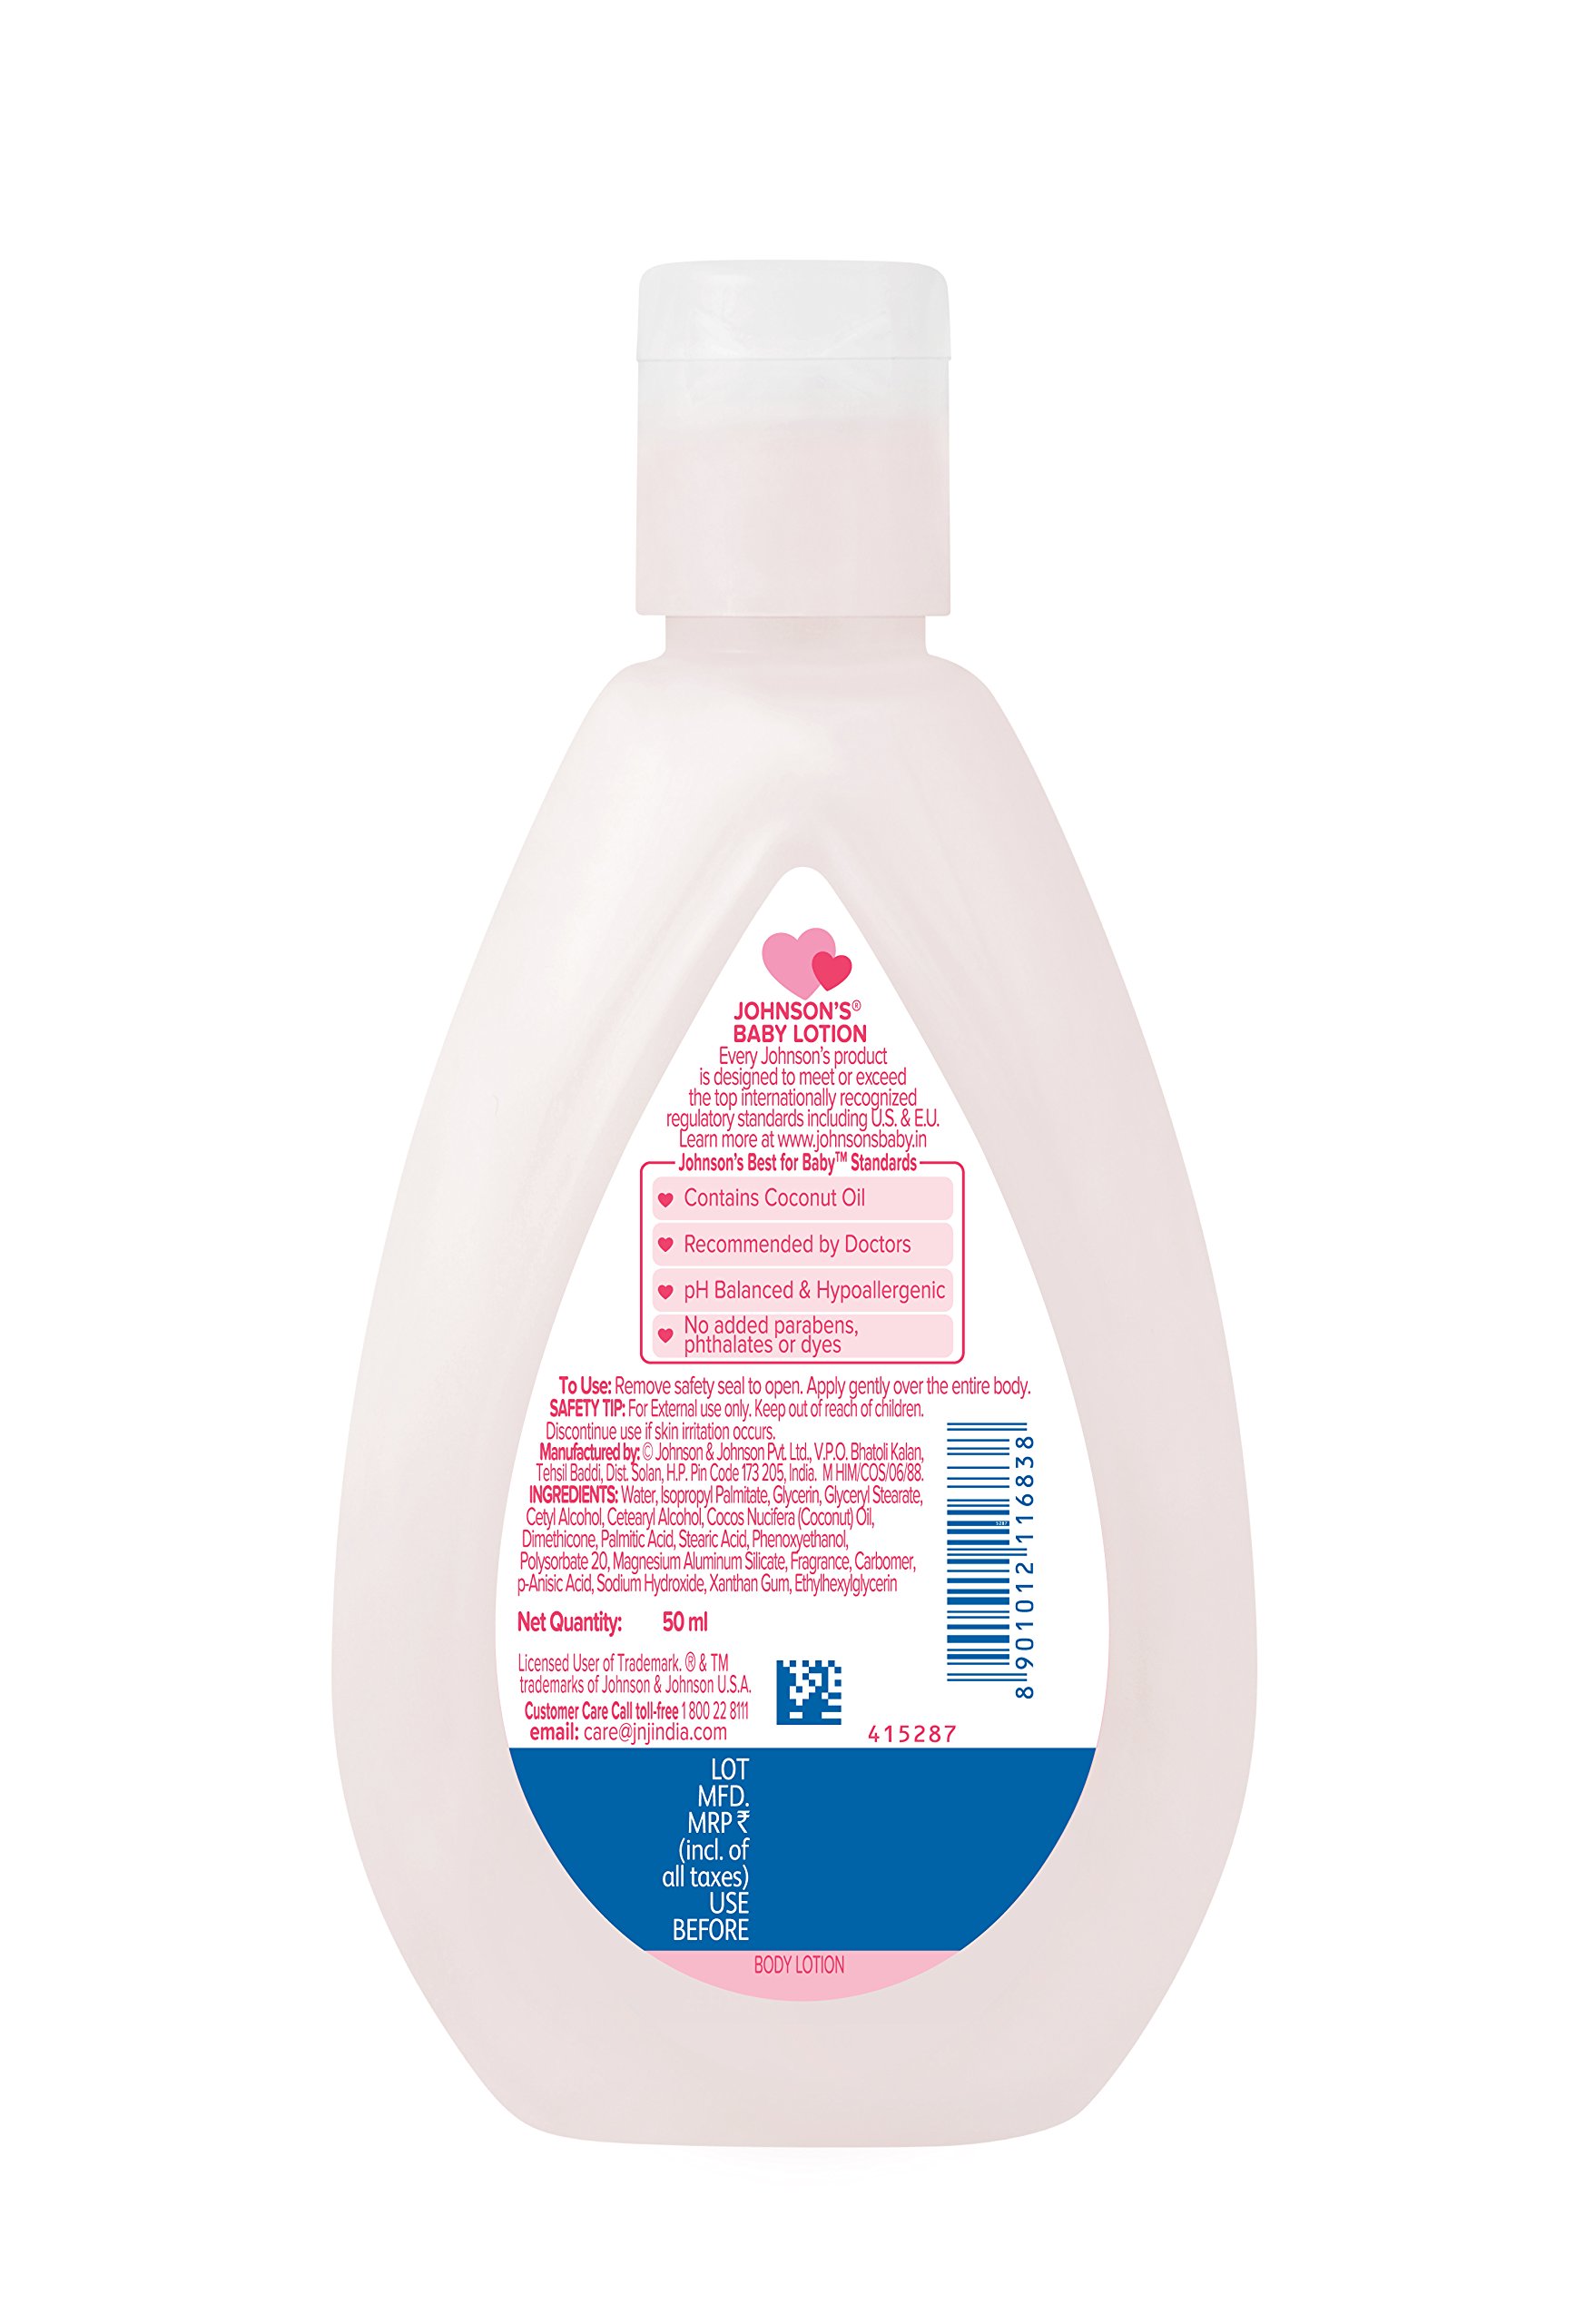 JOHNSON'S®
BABY LOTION
Every Johnson's product
is designed to meet or exceed
the top internationally recognized
regulatory standards including U.S. & E.U.
Learn more at www.johnsonsbaby.in
Johnson's Best for Baby™ Standards
Contains Coconut Oil
Recommended by Doctors
pH Balanced & Hypoallergenic
No added parabens,
phthalates or dyes
To Use: Remove safety seal to open. Apply gently over the entire body.
SAFETY TIP: For External use only. Keep out of reach of children.
Discontinue use if skin irritation occurs.
Manufactured by: © Johnson & Johnson Pvt. Ltd., V.P.O. Bhatoli Kalan,
Tehsil Baddi, Dist. Solan, H.P. Pin Code 173 205, India. M HIM/COS/06/88.
INGREDIENTS: Water, Isopropyl Palmitate, Glycerin, Glyceryl Stearate,
Cetyl Alcohol, Cetearyl Alcohol, Cocos Nucifera (Coconut) Oil,
Dimethicone, Palmitic Acid, Stearic Acid, Phenoxyethanol,
Polysorbate 20, Magnesium Aluminum Silicate, Fragrance, Carbomer,
p-Anisic Acid, Sodium Hydroxide, Xanthan Gum, Ethylhexylglycerin
8 901012 116838
Net Quantity: 50 ml
Licensed User of Trademark. ® & TM
trademarks of Johnson & Johnson U.S.A.
Customer Care Call toll-free 1 800 22 8111
email: care@jnjindia.com
415287
LOT
MFD.
MRP ₹
(incl. of
all taxes)
USE
BEFORE
BODY LOTION